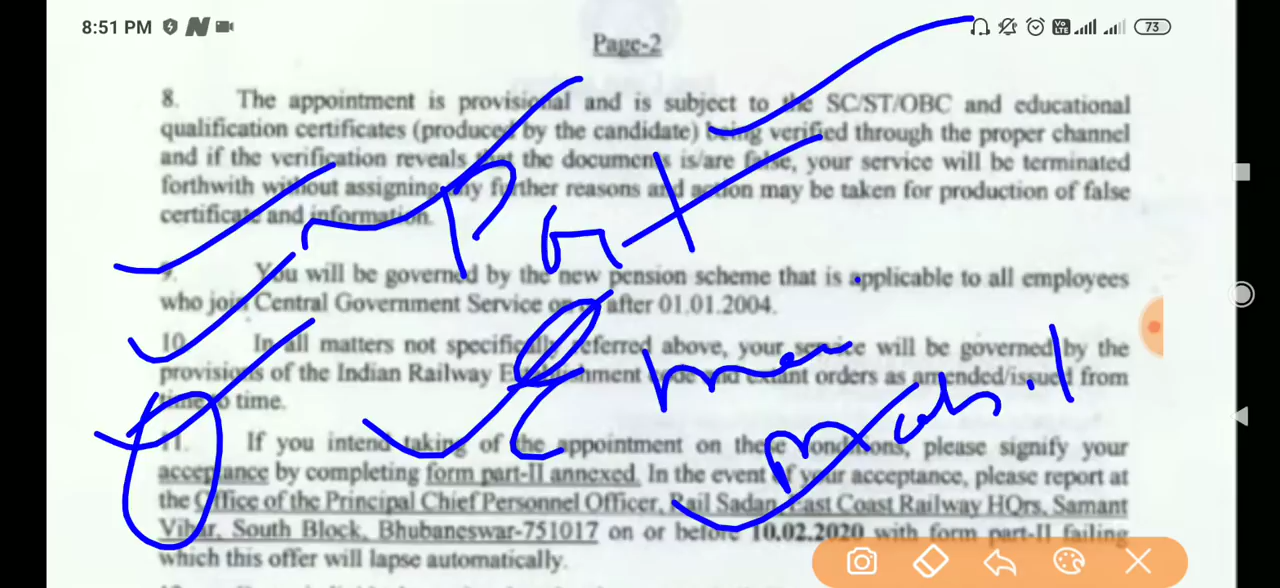 8:51 PM
73
Page-2
8. The appointment is provisional and is subject to the SC/ST/OBC and educational
qualification certificates (produced by the candidate) being verified through the proper channel
and if the verification reveals that the documents is/are false, your service will be terminated
forthwith without assigning any further reasons and action may be taken for production of false
certificate and information.
9. You will be governed by the new pension scheme that is applicable to all employees
who join Central Government Service on or after 01.01.2004.
10. In all matters not specifically referred above, your service will be governed by the
provisions of the Indian Railway Establishment code and extant orders as amended/issued from
time to time.
11. If you intend taking of the appointment on these conditions, please signify your
acceptance by completing form part-II annexed. In the event of your acceptance, please report at
the Office of the Principal Chief Personnel Officer, Rail Sadan, East Coast Railway HQrs, Samant
Vihar, South Block, Bhubaneswar-751017 on or before 10.02.2020 with form part-II failing
which this offer will lapse automatically.